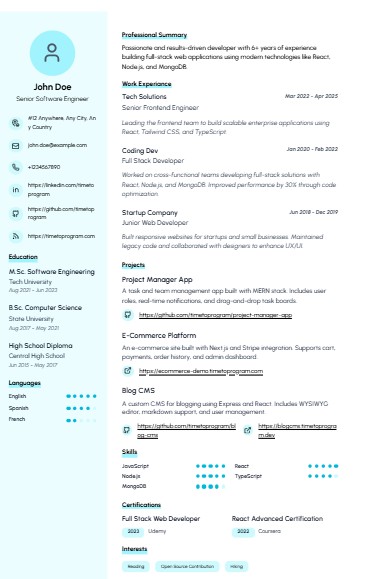 John Doe
Senior Software Engineer
#12 Anywhere, Any City, An
y Country
john.doe@example.com
+1234567890
https://linkedin.com/timeto
program
https://github.com/timetop
rogram
https://timetoprogram.com
Education
M.Sc. Software Engineering
Tech University
Aug 2021 - Jun 2023
B.Sc. Computer Science
State University
Aug 2017 - May 2021
High School Diploma
Central High School
Jun 2015 - May 2017
Languages
English
Spanish
French
Professional Summary
Passionate and results-driven developer with 6+ years of experience
building full-stack web applications using modern technologies like React,
Node.js, and MongoDB.
Work Experience
Tech Solutions
Mar 2023 - Apr 2025
Senior Frontend Engineer
Leading the frontend team to build scalable enterprise applications using
React, Tailwind CSS, and TypeScript
Coding Dev
Jan 2020 - Feb 2023
Full Stack Developer
Worked on cross-functional teams developing full-stack solutions with
React, Node.js, and MongoDB. Improved performance by 30% through code
optimization.
Startup Company
Jun 2018 - Dec 2019
Junior Web Developer
Built responsive websites for startups and small businesses. Maintained
legacy code and collaborated with designers to enhance UX/UI.
Projects
Project Manager App
A task and team management app built with MERN stack. Includes user
roles, real-time notifications, and drag-and-drop task boards.
https://github.com/timetoprogram/project-manager-app
E-Commerce Platform
An e-commerce site built with Next.js and Stripe integration. Supports cart,
payments, order history, and admin dashboard.
https://ecommerce-demo.timetoprogram.com
Blog CMS
A custom CMS for blogging using Express and React. Includes WYSIWYG
editor, markdown support, and user management.
https://github.com/timetoprogram/bl
og-cms
https://blogcms.timetoprogra
m.dev
Skills
JavaScript
React
Node.js
TypeScript
MongoDB
Certifications
Full Stack Web Developer
React Advanced Certification
2023 Udemy
2022 Coursera
Interests
Reading
Open Source Contribution
Hiking